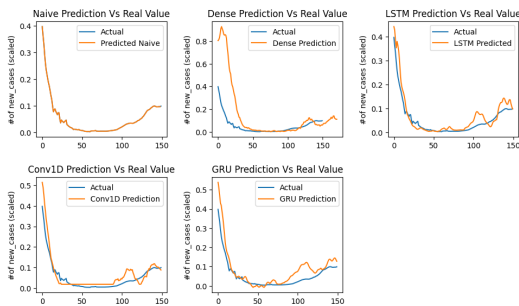 Naive Prediction Vs Real Value
#of new_cases (scaled)
Actual
Predicted Naive
0.4
0.3
0.2
0.1
0.0
0
50
100
150
Dense Prediction Vs Real Value
#of new_cases (scaled)
Actual
Dense Prediction
0.8
0.6
0.4
0.2
0.0
0
50
100
150
LSTM Prediction Vs Real Value
#of new_cases (scaled)
Actual
LSTM Predicted
0.4
0.3
0.2
0.1
0.0
0
50
100
150
Conv1D Prediction Vs Real Value
#of new_cases (scaled)
Actual
Conv1D Prediction
0.5
0.4
0.3
0.2
0.1
0.0
0
50
100
150
GRU Prediction Vs Real Value
#of new_cases (scaled)
Actual
GRU Prediction
0.5
0.4
0.3
0.2
0.1
0.0
0
50
100
150